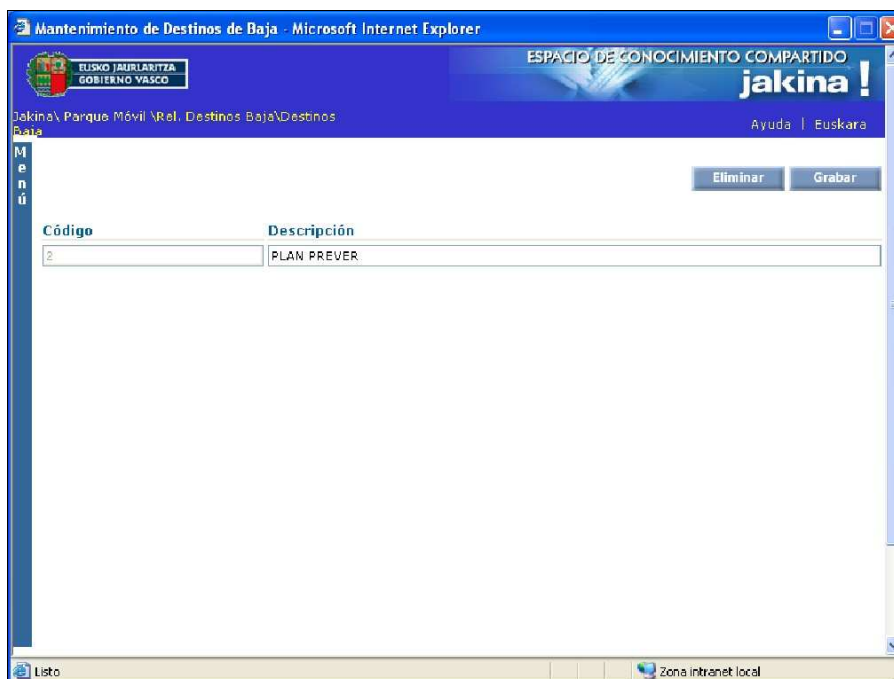 Mantenimiento de Destinos de Baja - Microsoft Internet Explorer
EUSKO JAURLARITZA
GOBIERNO VASCO
ESPACIO DE CONOCIMIENTO COMPARTIDO
jakina!
Jakina\ Parque Móvil \Rel. Destinos Baja\Destinos
Baja
Ayuda | Euskara
Menú
Eliminar Grabar
Código Descripción
2 PLAN PREVER
Listo Zona intranet local